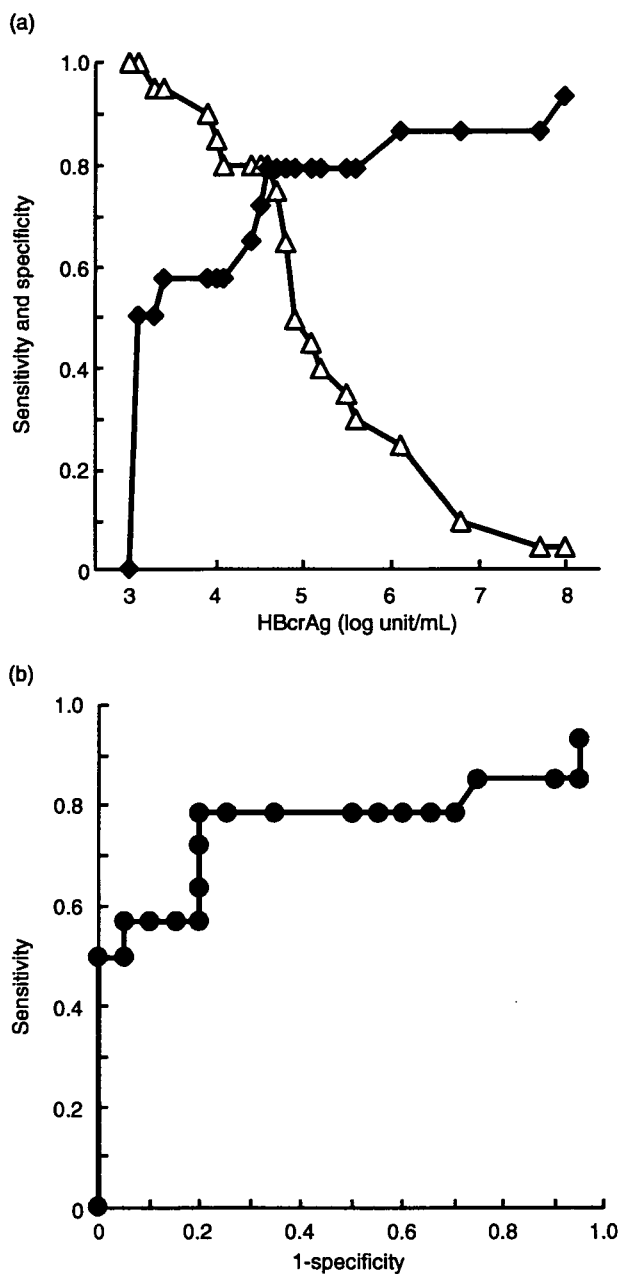 (a)
1.0
0.8
0.6
0.4
0.2
0
Sensitivity and specificity
3 4 5 6 7 8
HBcrAg (log unit/mL)
(b)
1.0
0.8
0.6
0.4
0.2
0
Sensitivity
0 0.2 0.4 0.6 0.8 1.0
1-specificity